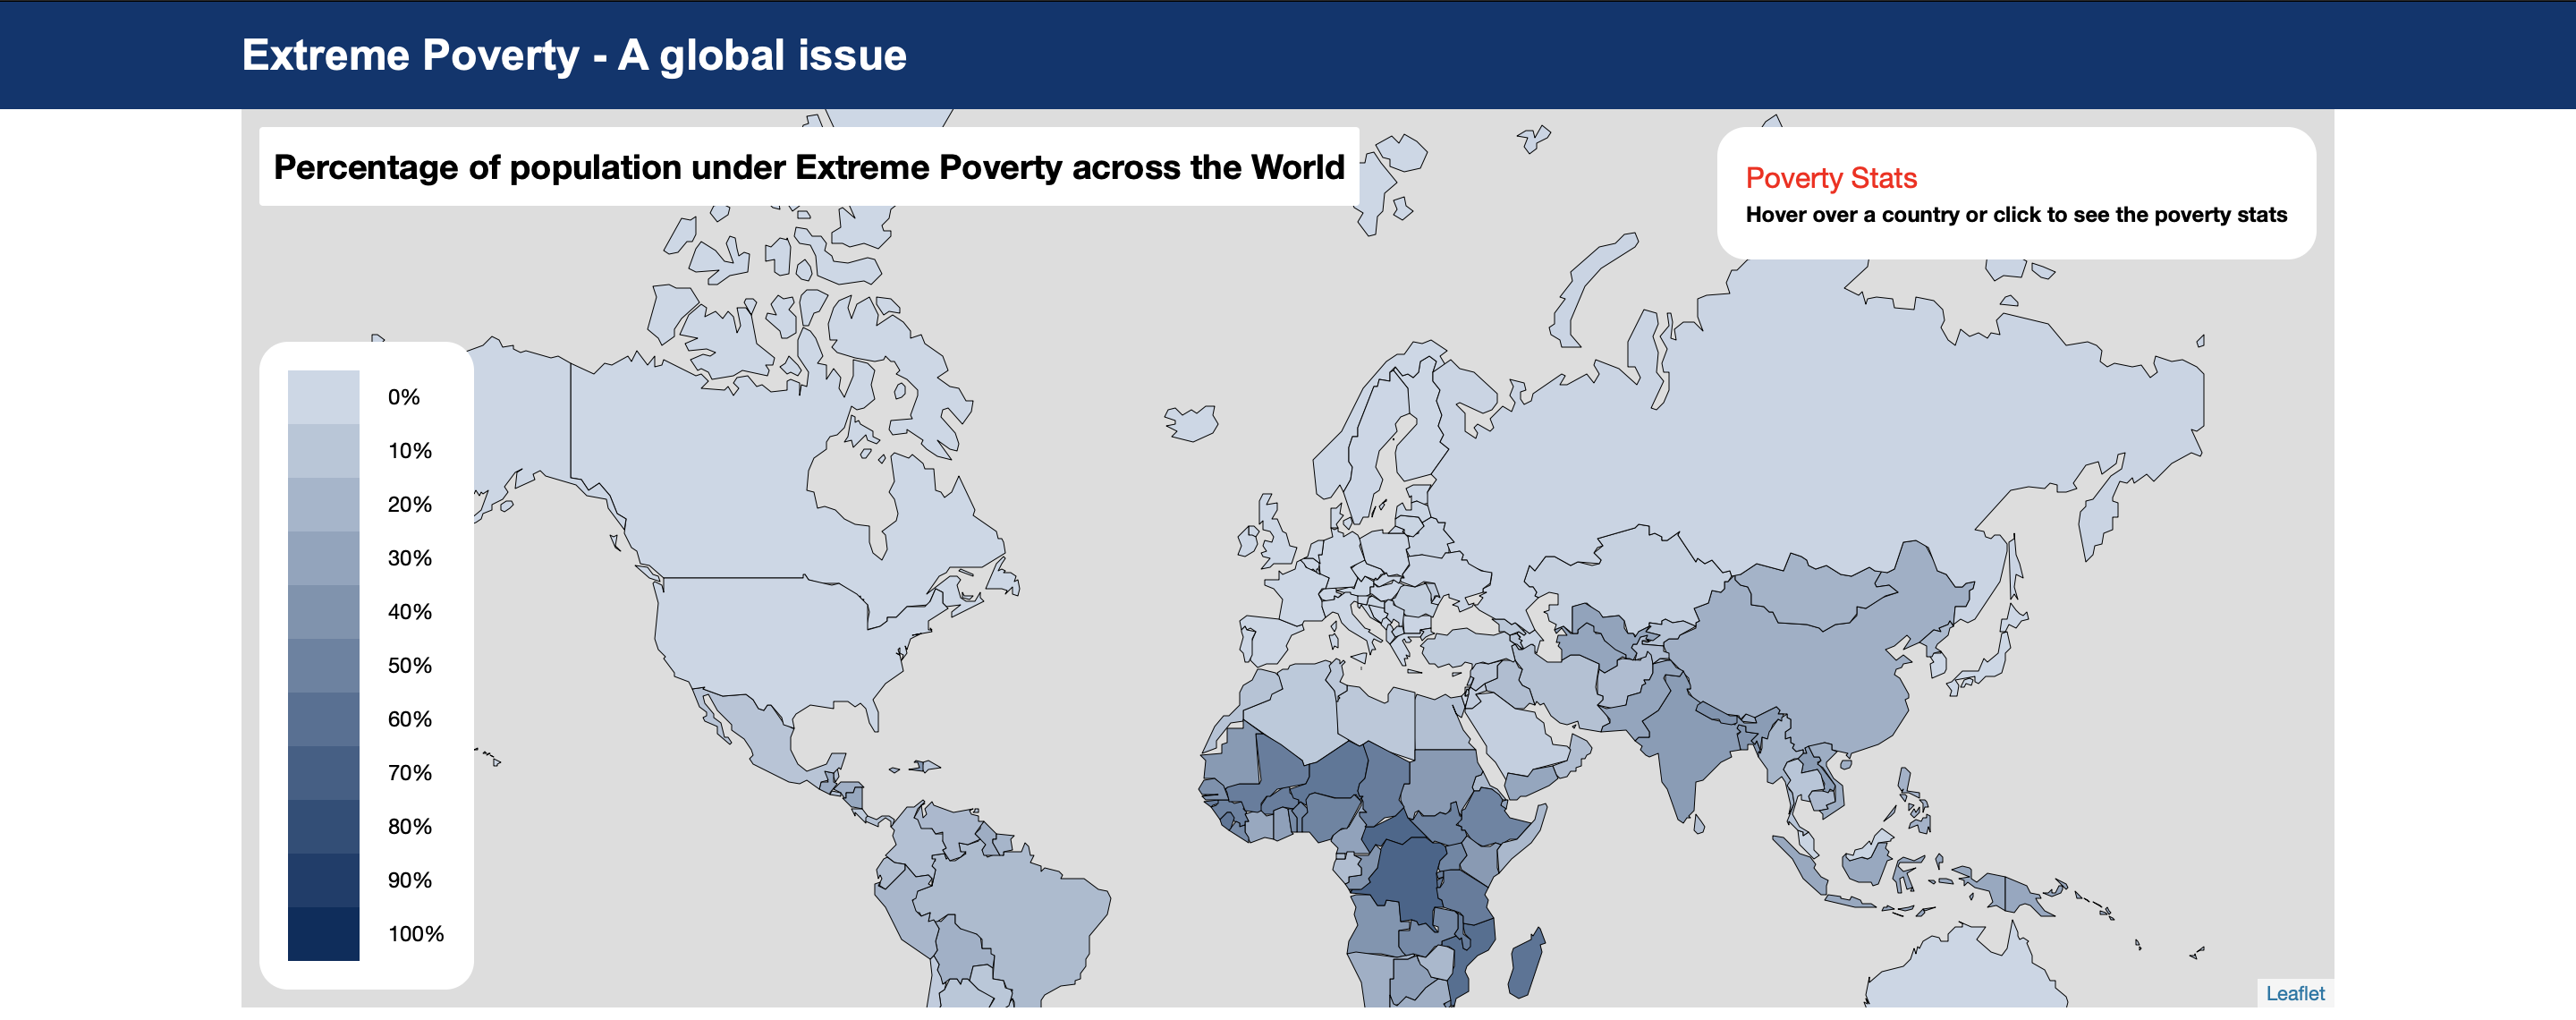 Extreme Poverty - A global issue
Percentage of population under Extreme Poverty across the World
Poverty Stats
Hover over a country or click to see the poverty stats
0%
10%
20%
30%
40%
50%
60%
70%
80%
90%
100%
Leaflet